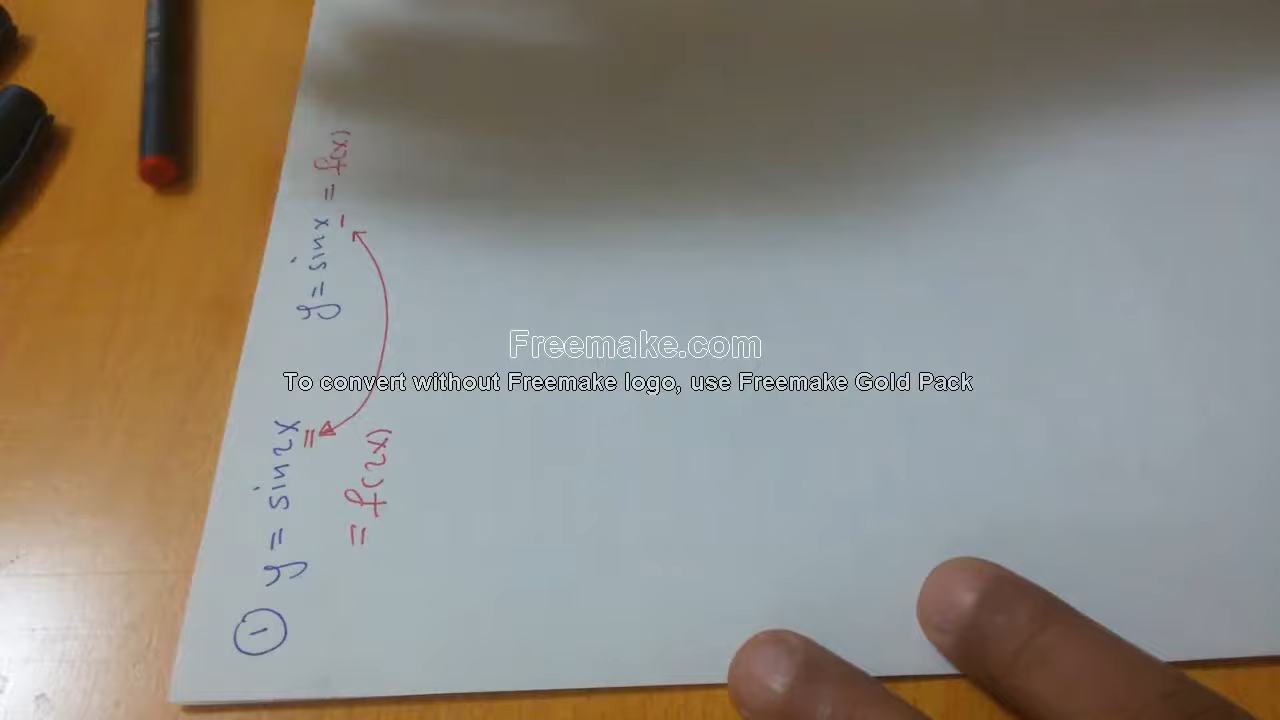 ① y = sin2x y = sinx = f(x)
= f(2x)
Freemake.com
To convert without Freemake logo, use Freemake Gold Pack